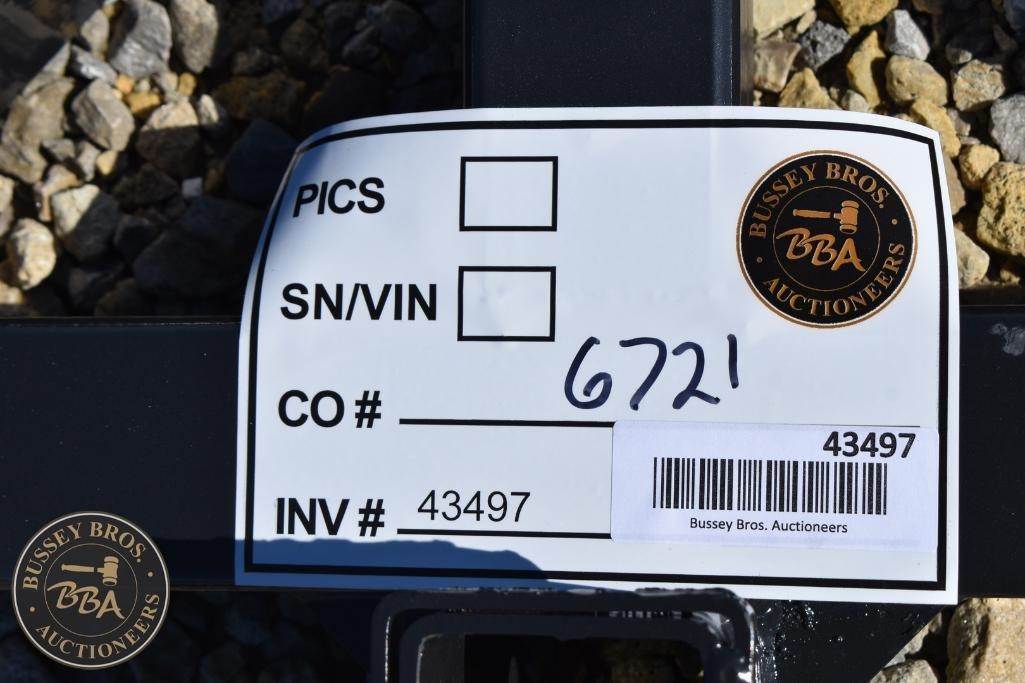 PICS
BUSSEY BROS.
BBA
AUCTIONEERS
SN/VIN
6721
CO #
43497
INV # 43497
Bussey Bros. Auctioneers
BUSSEY BROS.
BBA
AUCTIONEERS